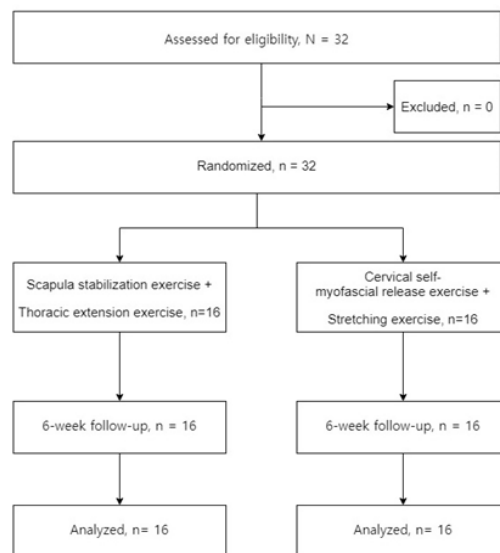 Assessed for eligibility, N = 32
Excluded, n = 0
Randomized, n = 32
Scapula stabilization exercise +
Thoracic extension exercise, n=16
Cervical self-
myofascial release exercise +
Stretching exercise, n=16
6-week follow-up, n = 16
6-week follow-up, n = 16
Analyzed, n= 16
Analyzed, n= 16